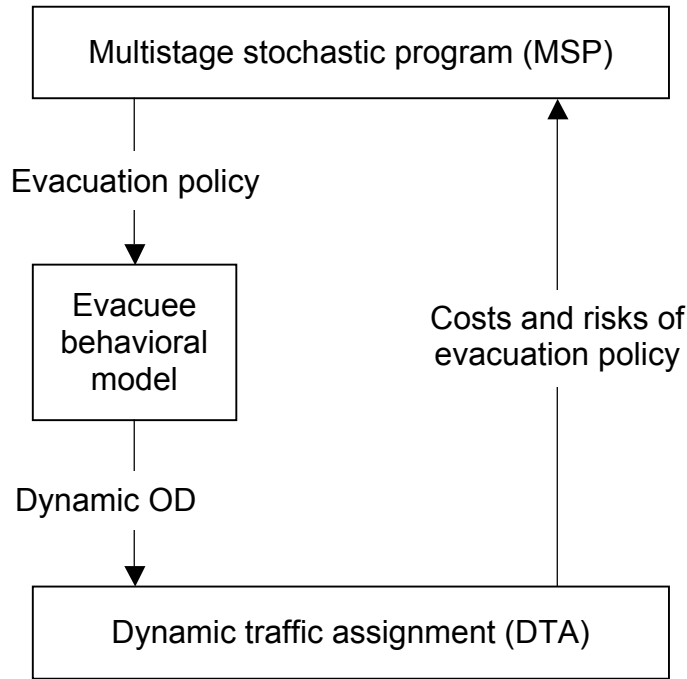 Multistage stochastic program (MSP)
Evacuation policy
Evacuee
behavioral
model
Costs and risks of
evacuation policy
Dynamic OD
Dynamic traffic assignment (DTA)